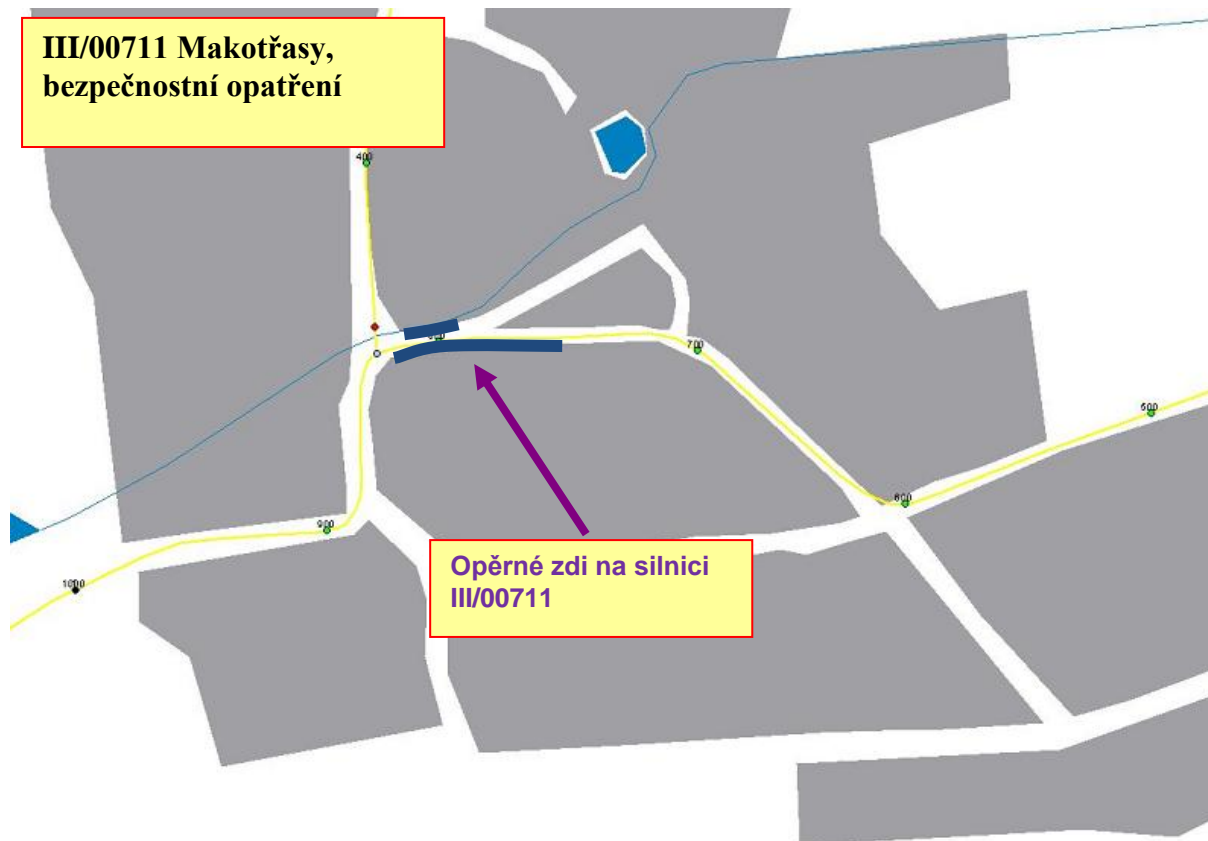 III/00711 Makotřasy,
bezpečnostní opatření
400
700
500
600
900
1000
Opěrné zdi na silnici
III/00711